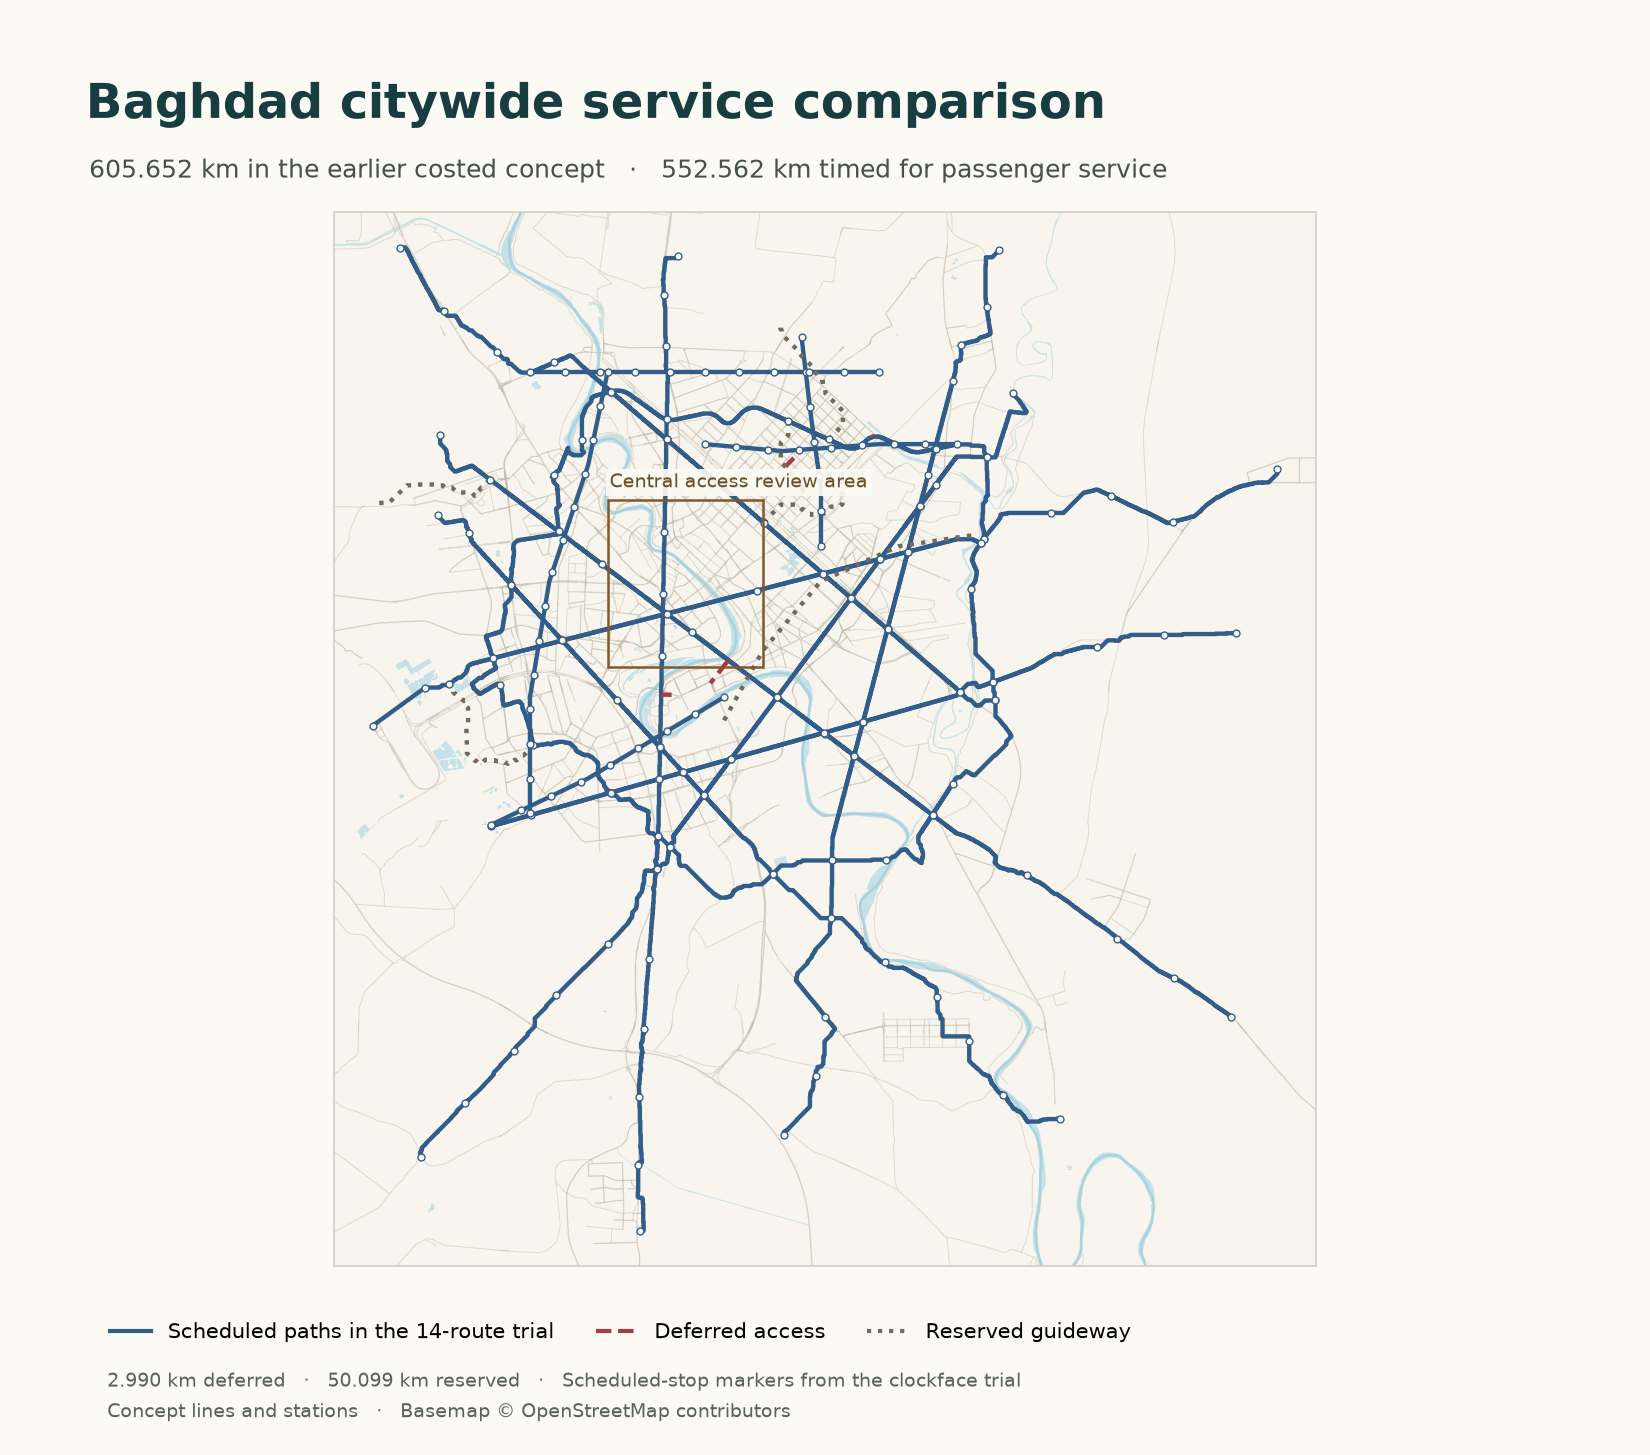 Baghdad citywide service comparison
605.652 km in the earlier costed concept · 552.562 km timed for passenger service
Central access review area
Scheduled paths in the 14-route trial
Deferred access
Reserved guideway
2.990 km deferred · 50.099 km reserved · Scheduled-stop markers from the clockface trial
Concept lines and stations · Basemap © OpenStreetMap contributors